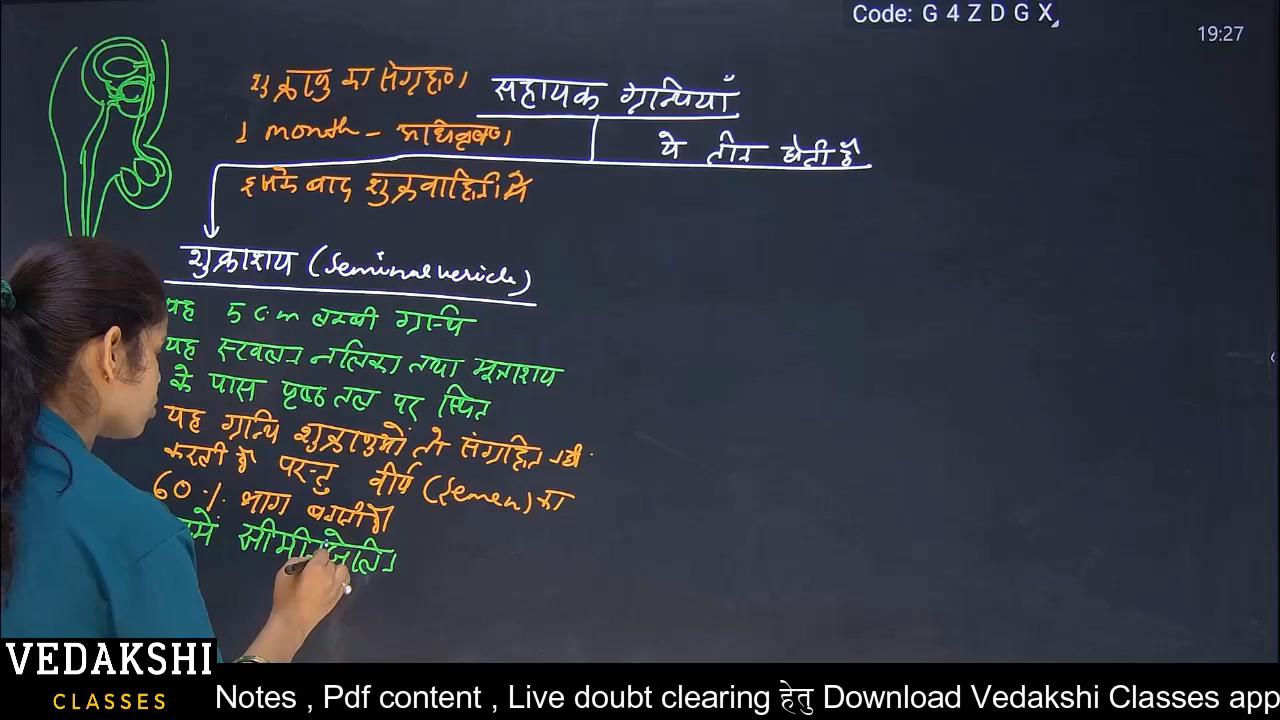 Code: G 4 Z D G X
19:27
शुक्राणु का संग्रहण
सहायक ग्रन्थियाँ
1 month - अधिवृषण
ये तीन होती है
इसके बाद शुक्रवाहिनी में
शुक्राशय (Seminal vesicle)
यह 5 cm लम्बी ग्रन्थि
यह स्खलन नलिका तथा मूत्राशय
के पास पृष्ठ तल पर स्थित
यह ग्रन्थि शुक्राणुओं को संग्रहित नही
करती है परन्तु वीर्य (Semen) का
60 % भाग बनाती है
में सीमीनोजेलिन
VEDAKSHI
CLASSES
Notes , Pdf content , Live doubt clearing हेतु Download Vedakshi Classes app